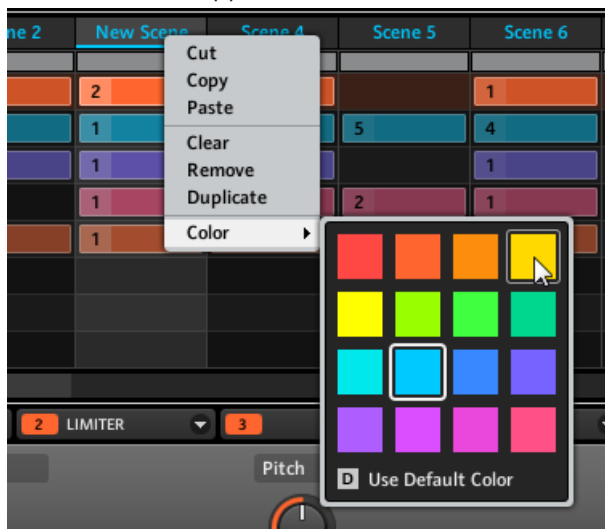 ne 2 New Scene Scene 4 Scene 5 Scene 6
Cut
Copy
Paste
Clear
Remove
Duplicate
Color
2 1
1 5 4
1 1
1 2 1
1
2 LIMITER 3
Pitch
D Use Default Color